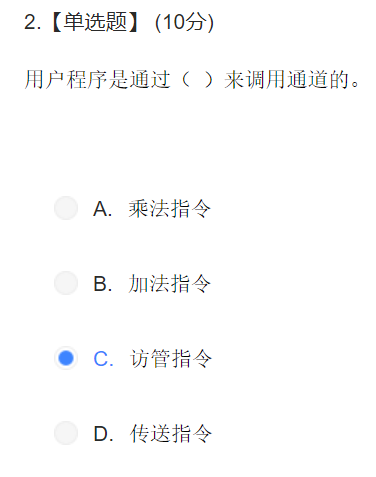 2.【单选题】 (10分)
用户程序是通过（ ）来调用通道的。
A. 乘法指令
B. 加法指令
C. 访管指令
D. 传送指令